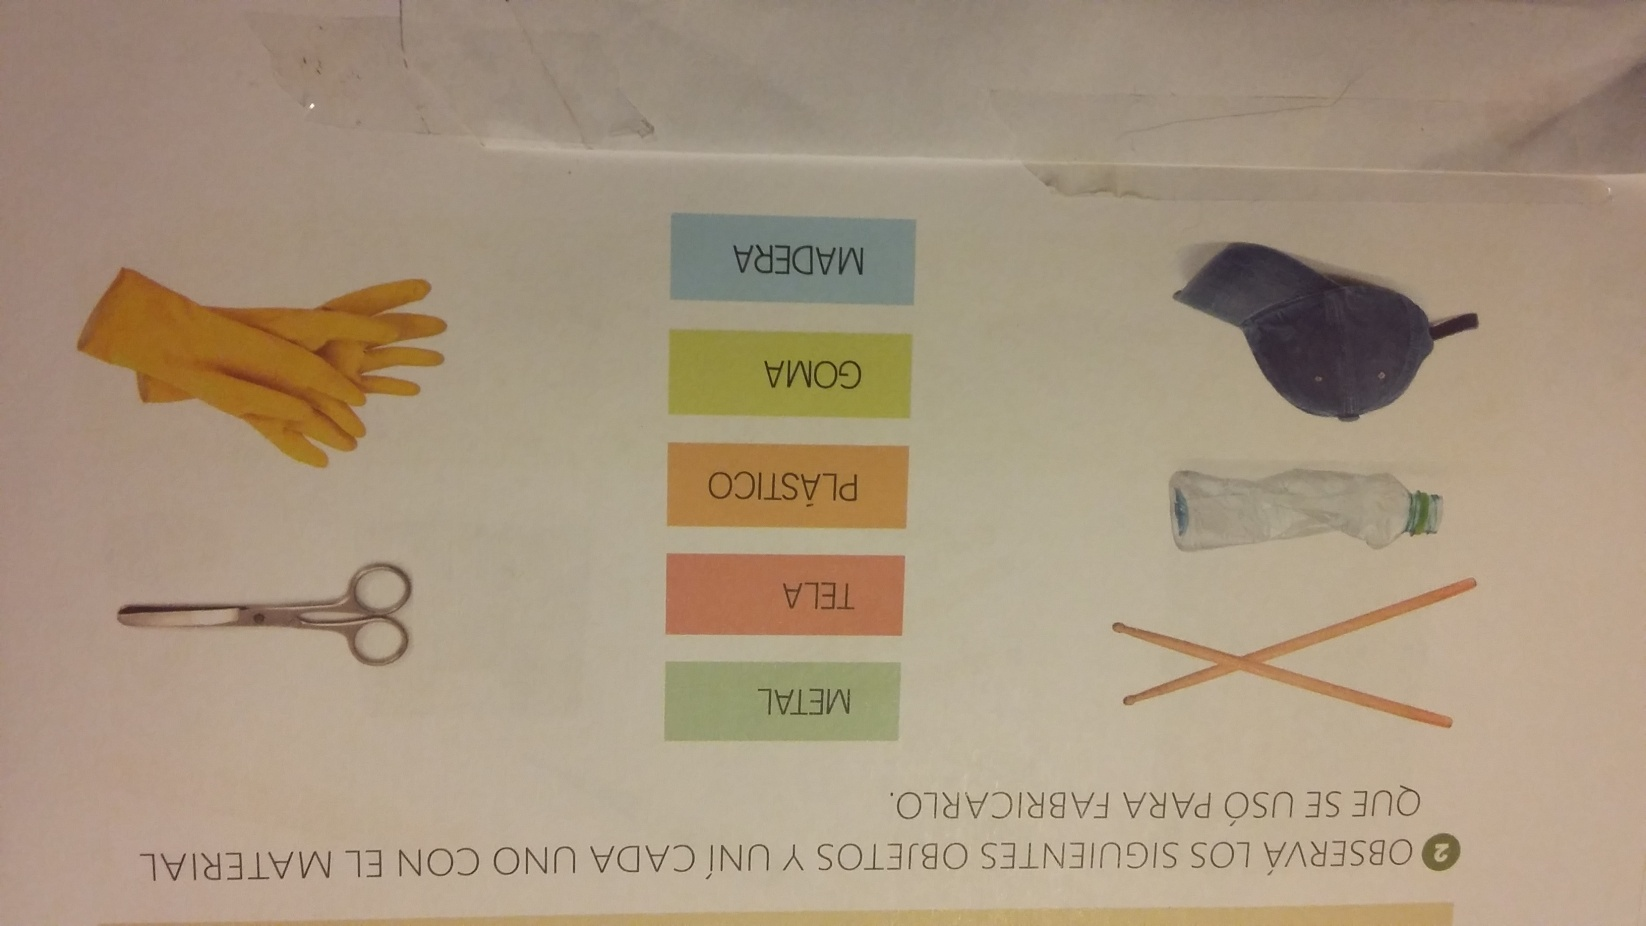 2 OBSERVÁ LOS SIGUIENTES OBJETOS Y UNÍ CADA UNO CON EL MATERIAL
QUE SE USÓ PARA FABRICARLO.
METAL
TELA
PLÁSTICO
GOMA
MADERA